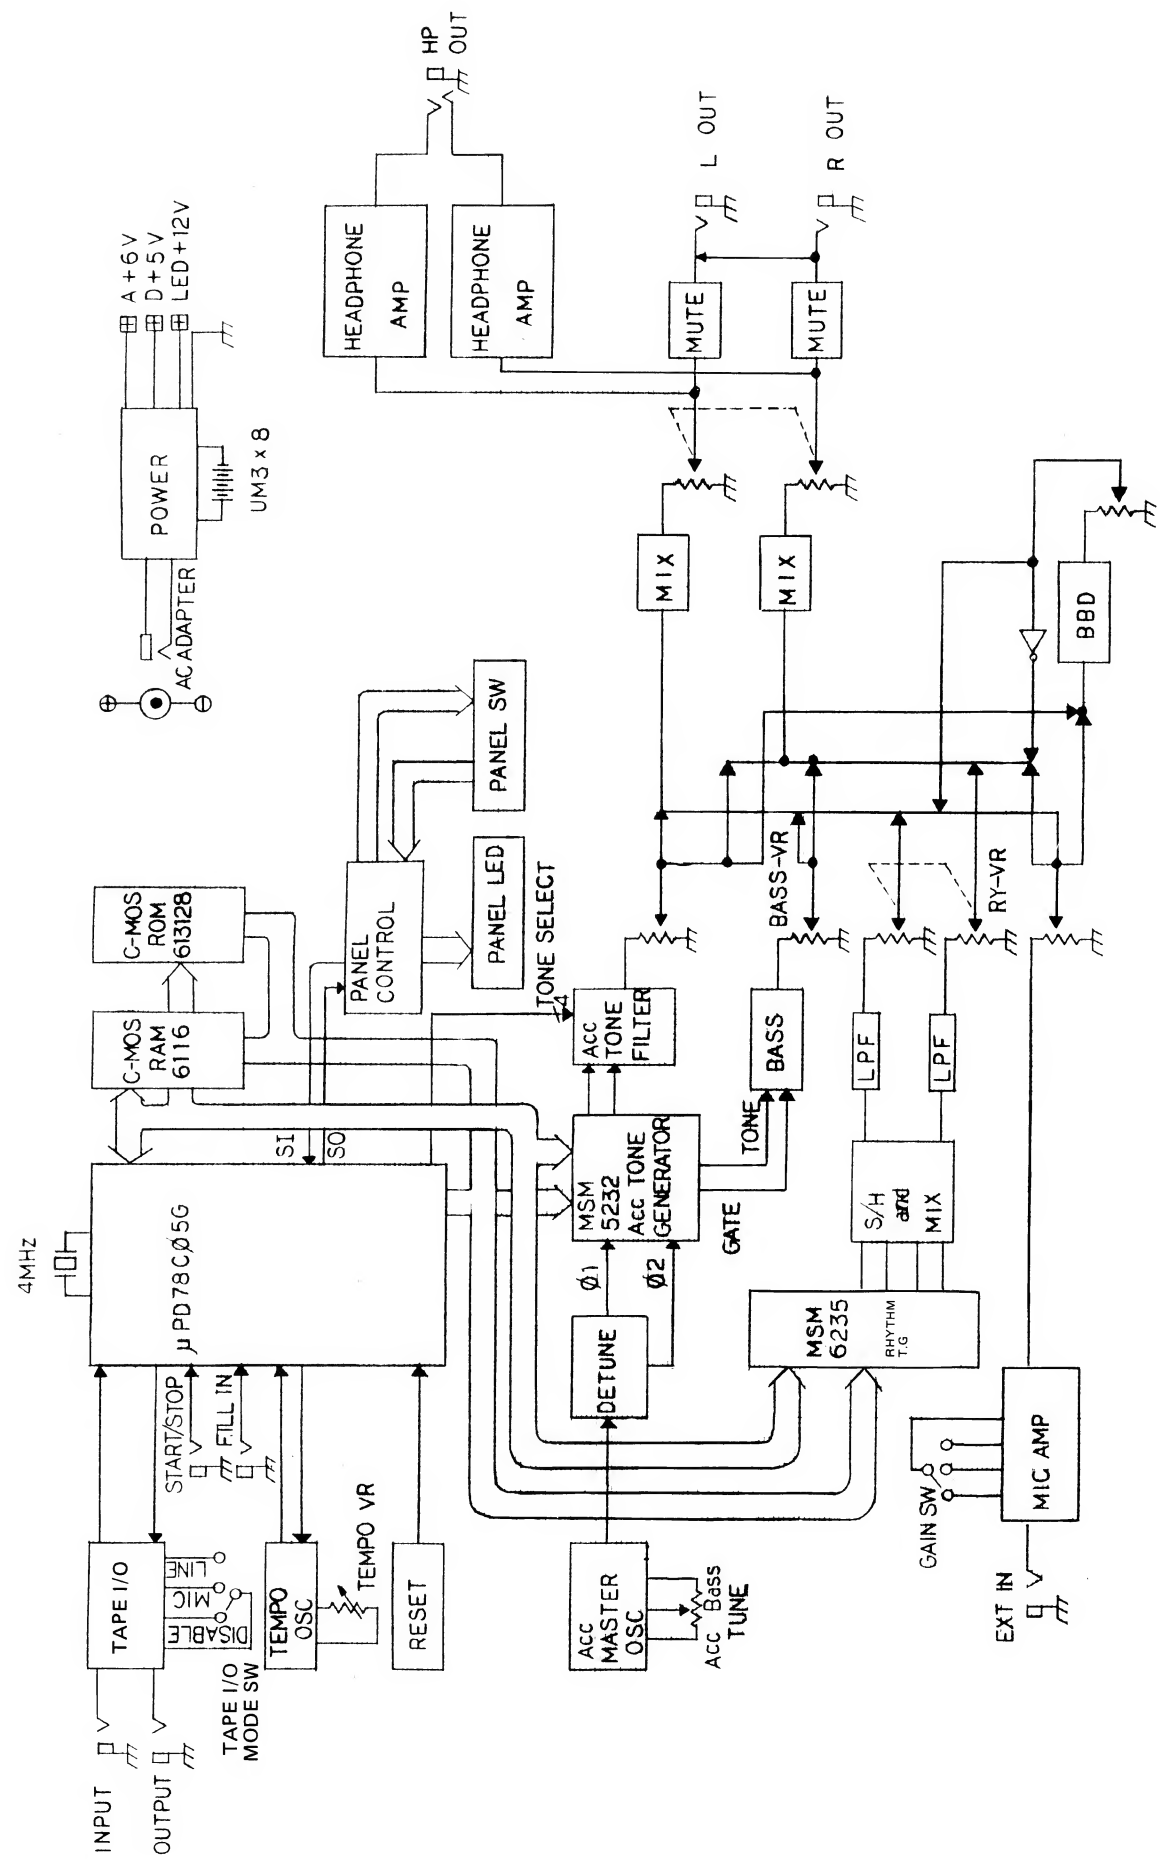 INPUT
OUTPUT
TAPE I/O
LINE
MIC
DISABLE
TAPE I/O
MODE SW
START/STOP
FILL IN
TEMPO
OSC
TEMPO VR
RESET
4MHz
μPD78CØ5G
SI
SO
C-MOS
RAM
6116
C-MOS
ROM
613128
PANEL
CONTROL
PANEL SW
PANEL LED
TONE SELECT
4
AC ADAPTER
POWER
UM3 x 8
A+6V
D+5V
LED+12V
HEADPHONE
AMP
HEADPHONE
AMP
HP
OUT
ACC
MASTER
OSC
ACC Bass
TUNE
DETUNE
Ø1
Ø2
MSM
5232
ACC TONE
GENERATOR
ACC
TONE
FILTER
GATE
TONE
BASS
BASS-VR
MSM
6235
RHYTHM
T.G
S/H
and
MIX
LPF
LPF
RY-VR
EXT IN
GAIN SW
MIC AMP
BBD
MIX
MIX
MUTE
MUTE
L OUT
R OUT